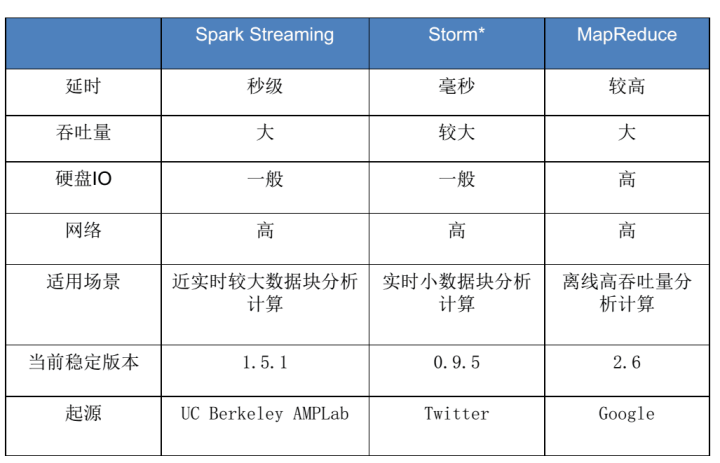 Spark Streaming Storm* MapReduce
延时 秒级 毫秒 较高
吞吐量 大 较大 大
硬盘IO 一般 一般 高
网络 高 高 高
适用场景 近实时较大数据块分析 实时小数据块分析 离线高吞吐量分
计算 计算 析计算
当前稳定版本 1.5.1 0.9.5 2.6
起源 UC Berkeley AMPLab Twitter Google